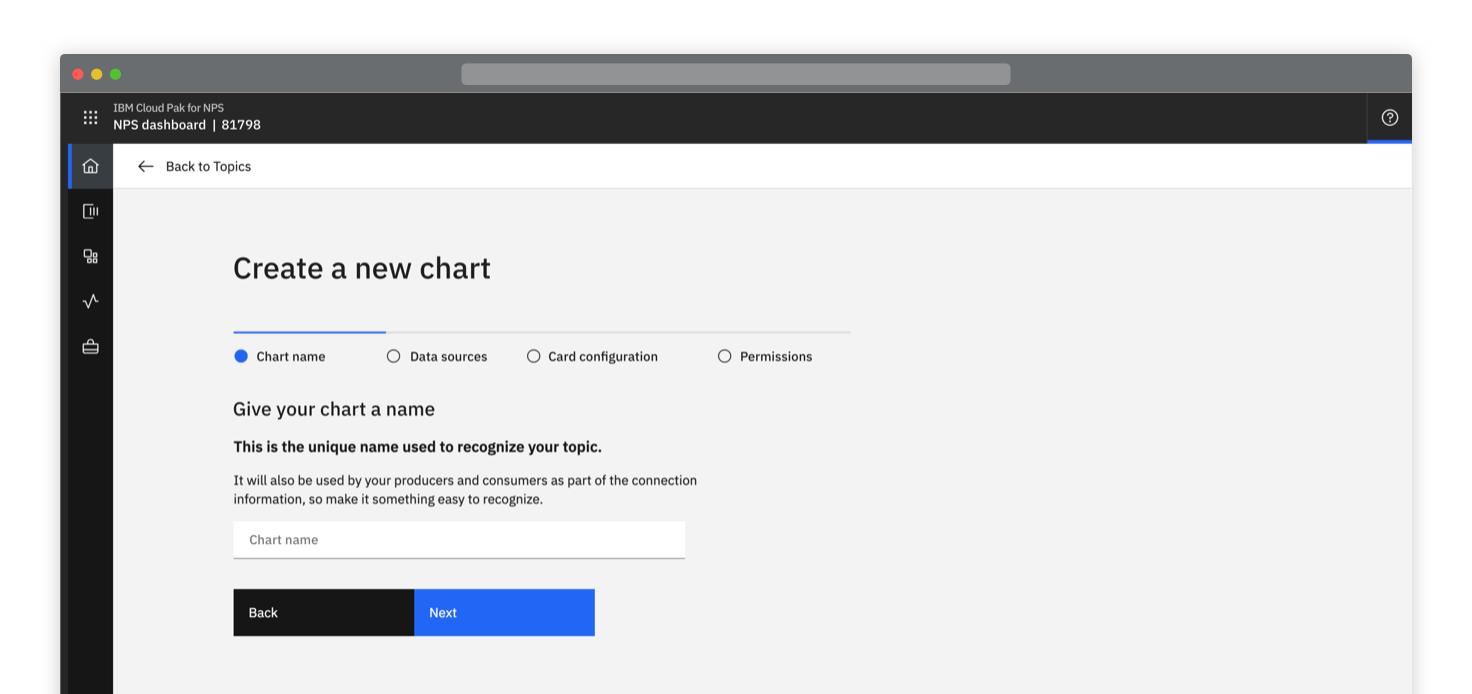 IBM Cloud Pak for NPS
NPS dashboard | 81798
Back to Topics
Create a new chart
Chart name
Data sources
Card configuration
Permissions
Give your chart a name
This is the unique name used to recognize your topic.
It will also be used by your producers and consumers as part of the connection
information, so make it something easy to recognize.
Chart name
Back
Next